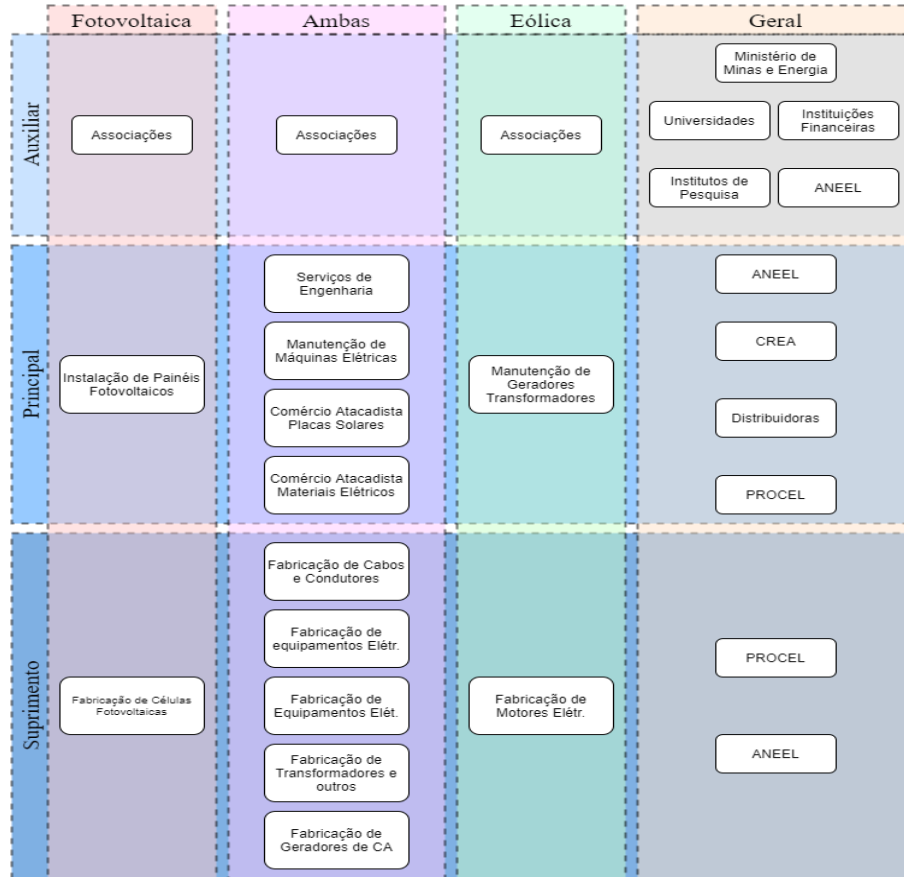 Fotovoltaica
Ambas
Eólica
Geral
Auxiliar
Associações
Associações
Associações
Ministério de
Minas e Energia
Universidades
Instituições
Financeiras
Institutos de
Pesquisa
ANEEL
Principal
Instalação de Painéis
Fotovoltaicos
Serviços de
Engenharia
Manutenção de
Máquinas Elétricas
Comércio Atacadista
Placas Solares
Comércio Atacadista
Materiais Elétricos
Manutenção de
Geradores
Transformadores
ANEEL
CREA
Distribuidoras
PROCEL
Suprimento
Fabricação de Células
Fotovoltaicas
Fabricação de Cabos
e Condutores
Fabricação de
equipamentos Elétr.
Fabricação de
Equipamentos Elét.
Fabricação de
Transformadores e
outros
Fabricação de
Geradores de CA
Fabricação de
Motores Elétr.
PROCEL
ANEEL